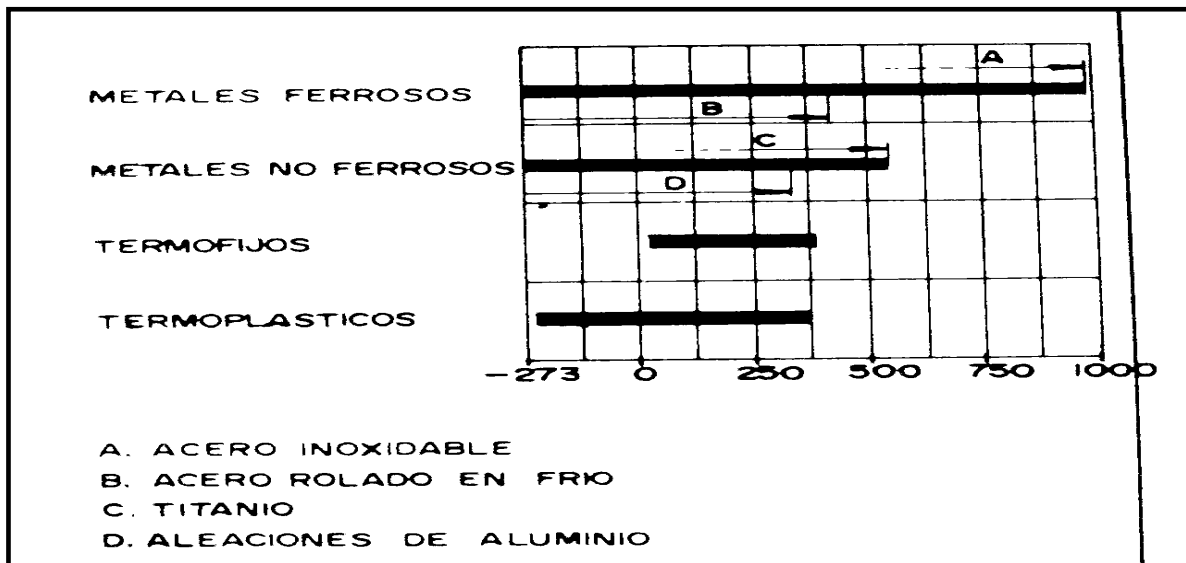 A
METALES FERROSOS
B
C
METALES NO FERROSOS
D
TERMOFIJOS
TERMOPLASTICOS
-273 0 250 500 750 1000
A. ACERO INOXIDABLE
B. ACERO ROLADO EN FRIO
C. TITANIO
D. ALEACIONES DE ALUMINIO